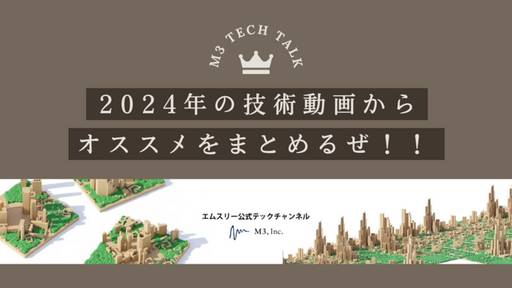 M3 TECH TALK
2024年の技術動画から
オススメをまとめるぜ！！
エムスリー公式テックチャンネル
M3, Inc.